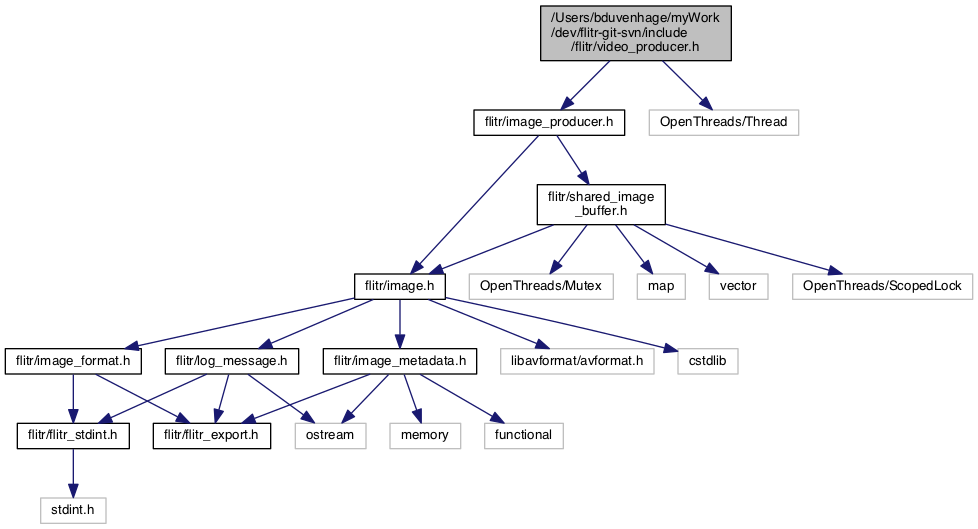 /Users/bduvenhage/myWork
/dev/flitr-git-svn/include
/flitr/video_producer.h
flitr/image_producer.h
OpenThreads/Thread
flitr/shared_image
_buffer.h
flitr/image.h
OpenThreads/Mutex
map
vector
OpenThreads/ScopedLock
flitr/image_format.h
flitr/log_message.h
flitr/image_metadata.h
libavformat/avformat.h
cstdlib
flitr/flitr_stdint.h
flitr/flitr_export.h
ostream
memory
functional
stdint.h